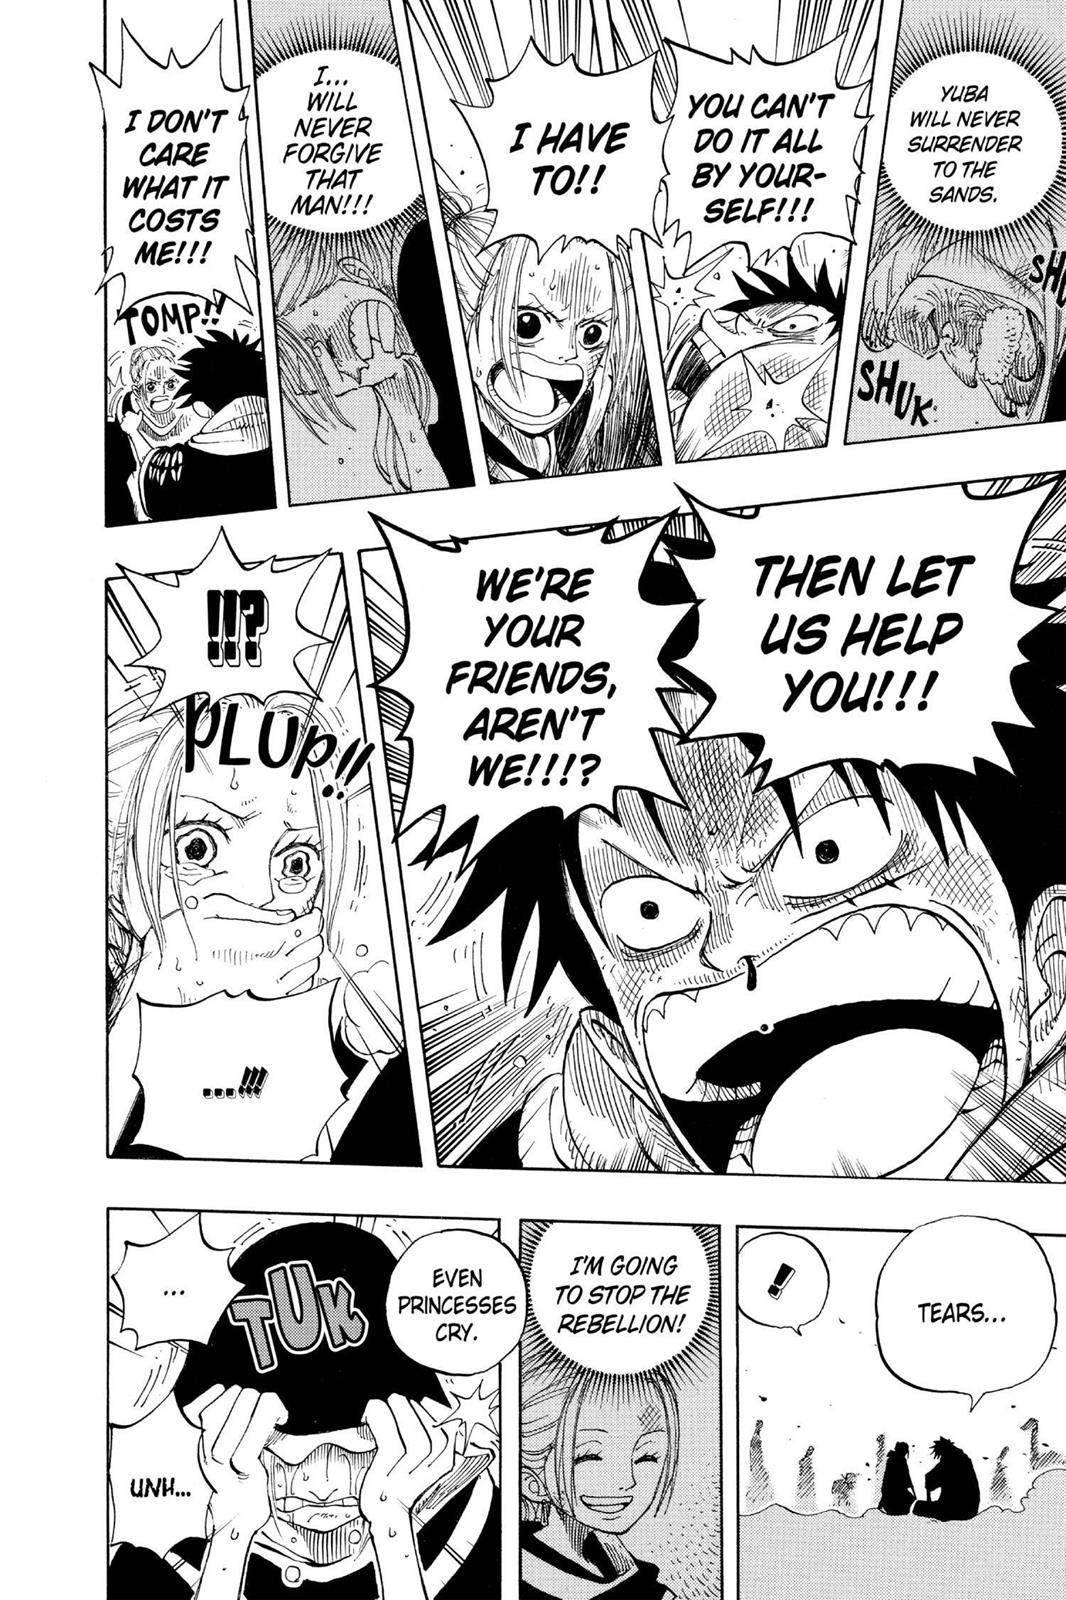 YUBA
WILL NEVER
SURRENDER
TO THE
SANDS.
SHUK
YOU CAN'T
DO IT ALL
BY YOUR-
SELF!!!
I HAVE
TO!!
I...
WILL
NEVER
FORGIVE
THAT
MAN!!!
I DON'T
CARE
WHAT IT
COSTS
ME!!!
TOMP!!
THEN LET
US HELP
YOU!!!
WE'RE
YOUR
FRIENDS,
AREN'T
WE!!!?
!!?
PLUP!!
...!!!
TEARS...
!
I'M GOING
TO STOP THE
REBELLION!
EVEN
PRINCESSES
CRY.
TUK
...
UNH...